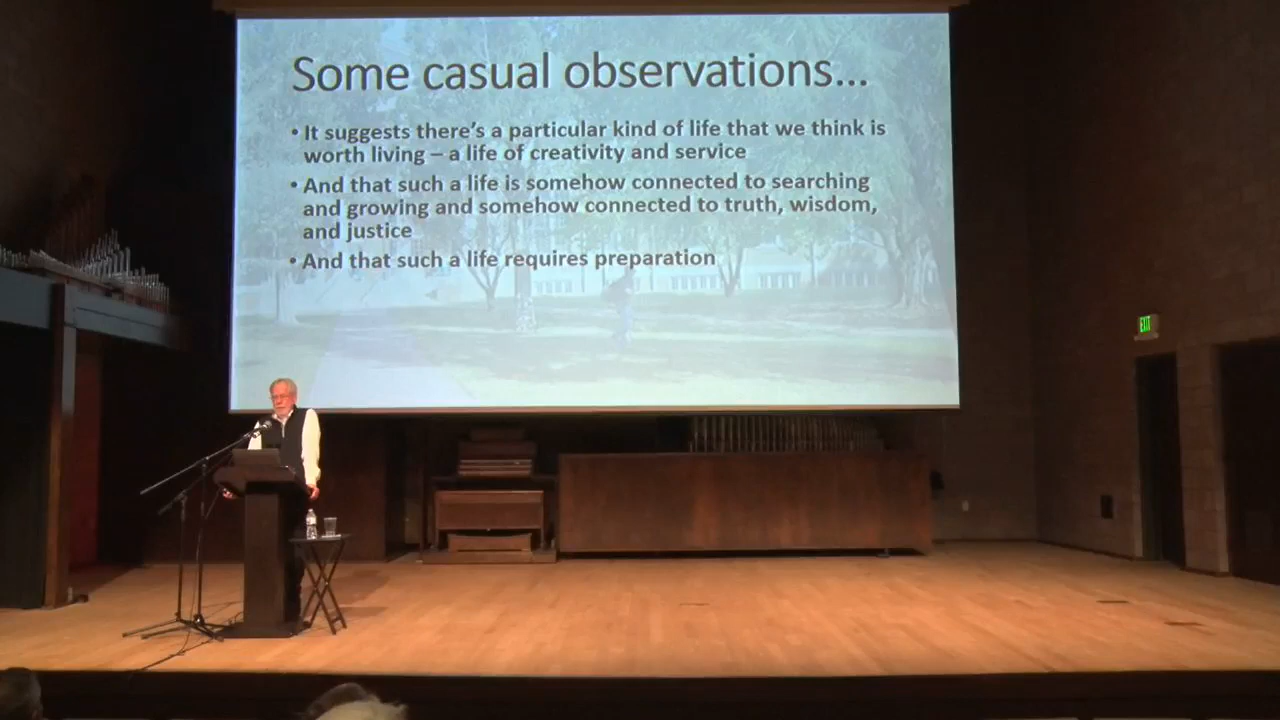 Some casual observations...
• It suggests there's a particular kind of life that we think is
worth living – a life of creativity and service
• And that such a life is somehow connected to searching
and growing and somehow connected to truth, wisdom,
and justice
• And that such a life requires preparation
EXIT